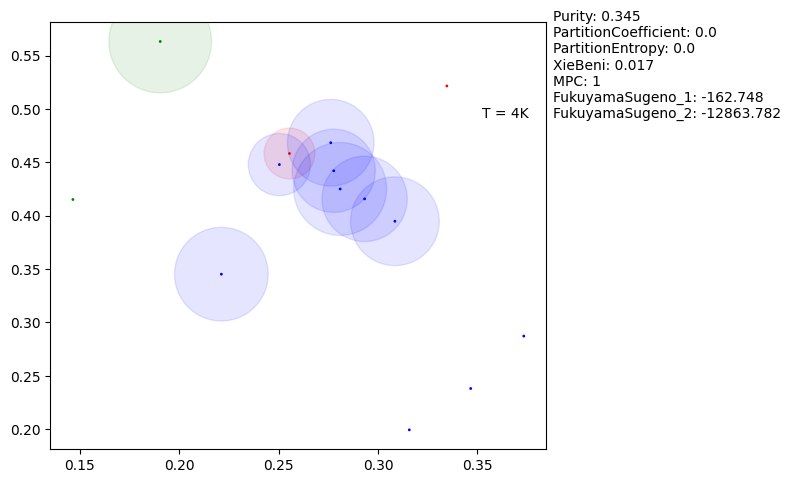 Purity: 0.345
PartitionCoefficient: 0.0
PartitionEntropy: 0.0
XieBeni: 0.017
MPC: 1
FukuyamaSugeno_1: -162.748
FukuyamaSugeno_2: -12863.782
0.55
0.50
0.45
0.40
0.35
0.30
0.25
0.20
T = 4K
0.15 0.20 0.25 0.30 0.35